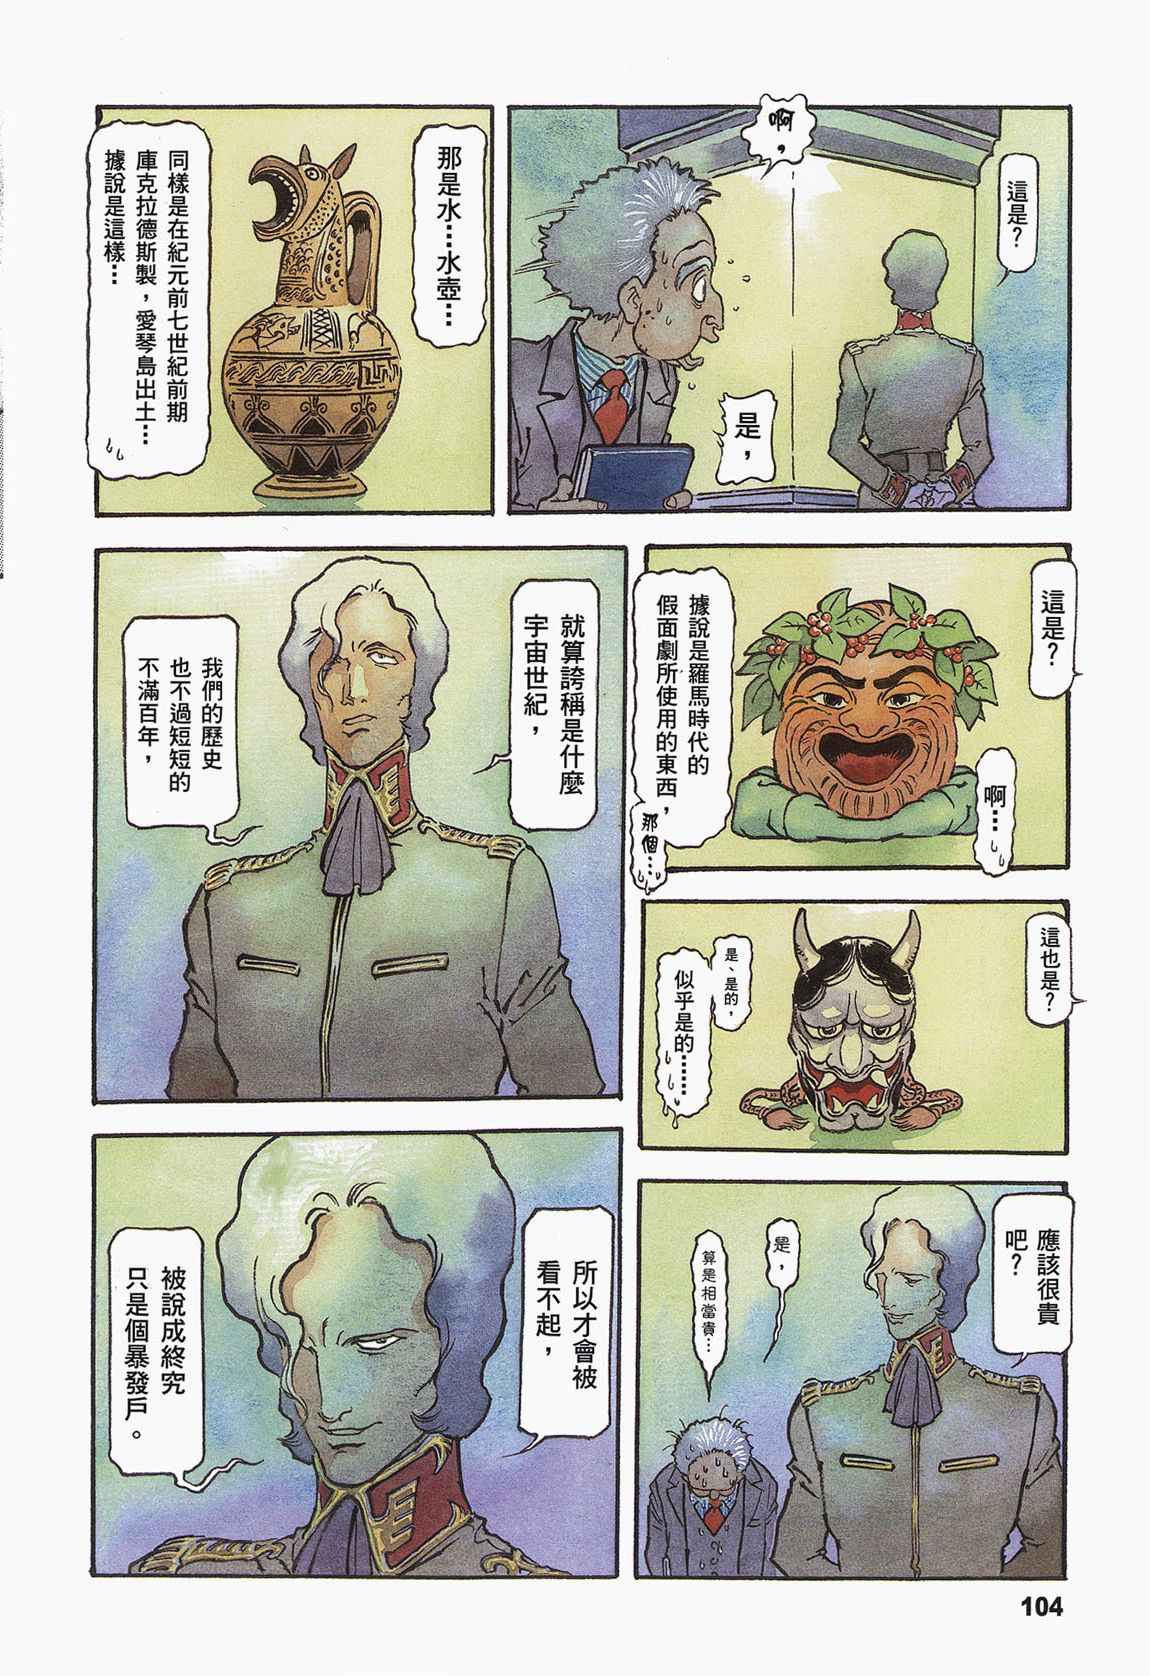 這是?
啊,
是,
那是水…水壺…
同樣是在紀元前七世紀前期
庫克拉德斯製,愛琴島出土…
據說是這樣…
這是?
啊…
據說是羅馬時代的
假面劇所使用的東西,
那個…
這也是?
是、是的,
似乎是的……
應該很貴
吧?
是,
算是相當貴…
就算誇稱是什麼
宇宙世紀,
我們的歷史
也不過短短的
不滿百年,
所以才會被
看不起,
被說成終究
只是個暴發戶。
104